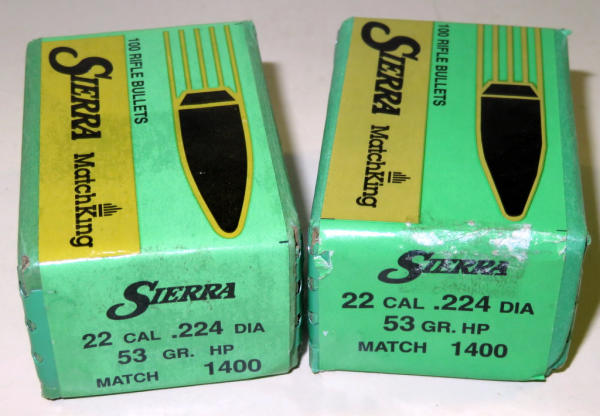 100 RIFLE BULLETS
SIERRA
MatchKing
SIERRA
22 CAL .224 DIA
53 GR. HP
MATCH 1400
100 RIFLE BULLETS
SIERRA
MatchKing
SIERRA
22 CAL .224 DIA
53 GR. HP
MATCH 1400